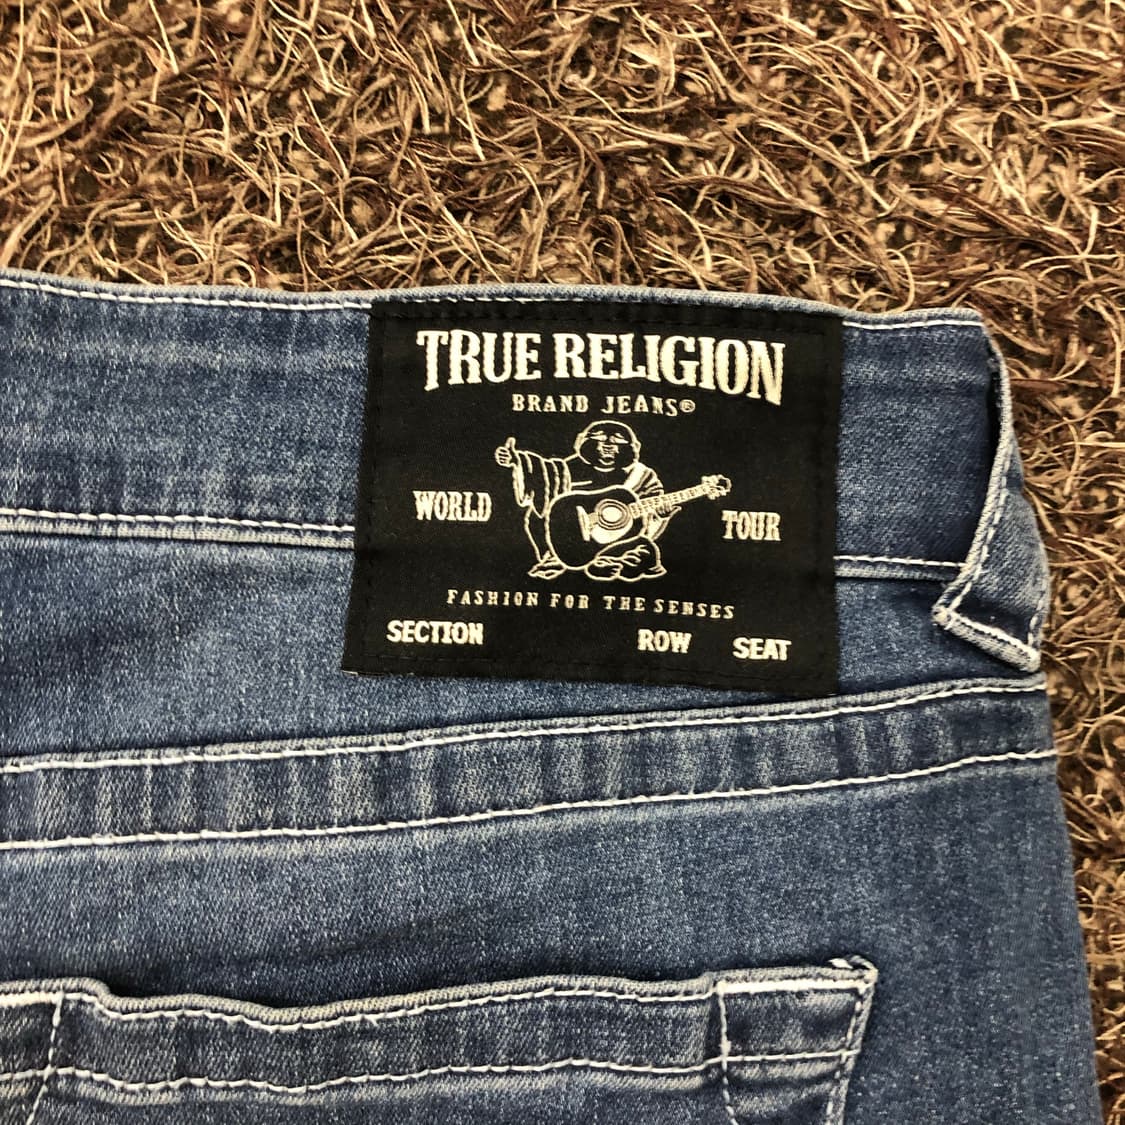 TRUE RELIGION
BRAND JEANS®
WORLD TOUR
FASHION FOR THE SENSES
SECTION ROW SEAT